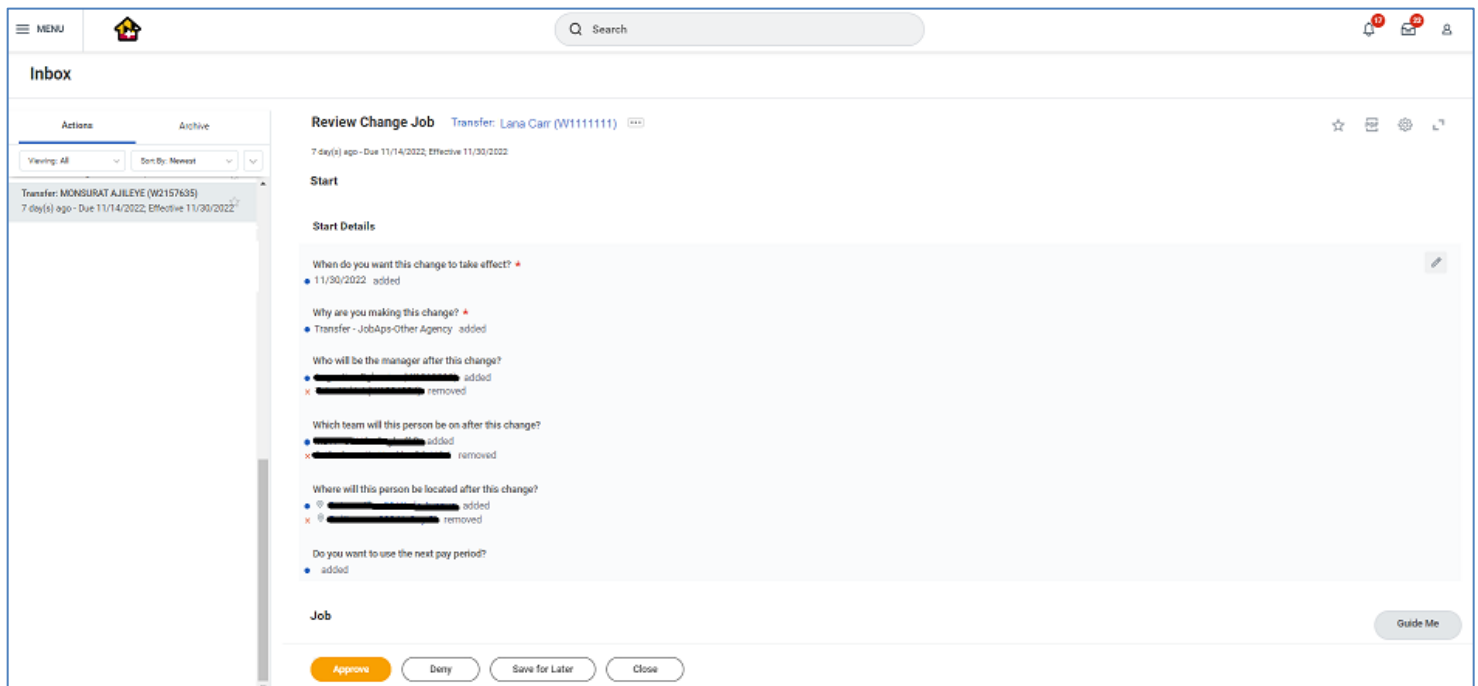 MENU
Search
17
Inbox
Actions
Archive
Viewing: All
Sort By: Newest
Transfer: MONSURAT AJILEYE (W2157635)
7 day(s) ago - Due 11/14/2022; Effective 11/30/2022
Review Change Job Transfer: Lana Carr (W1111111)
7 day(s) ago - Due 11/14/2022; Effective 11/30/2022
Start
Start Details
When do you want this change to take effect? *
11/30/2022 added
Why are you making this change? *
Transfer - JobAps-Other Agency added
Who will be the manager after this change?
added
removed
Which team will this person be on after this change?
added
removed
Where will this person be located after this change?
added
removed
Do you want to use the next pay period?
added
Job
Guide Me
Approve
Deny
Save for Later
Close